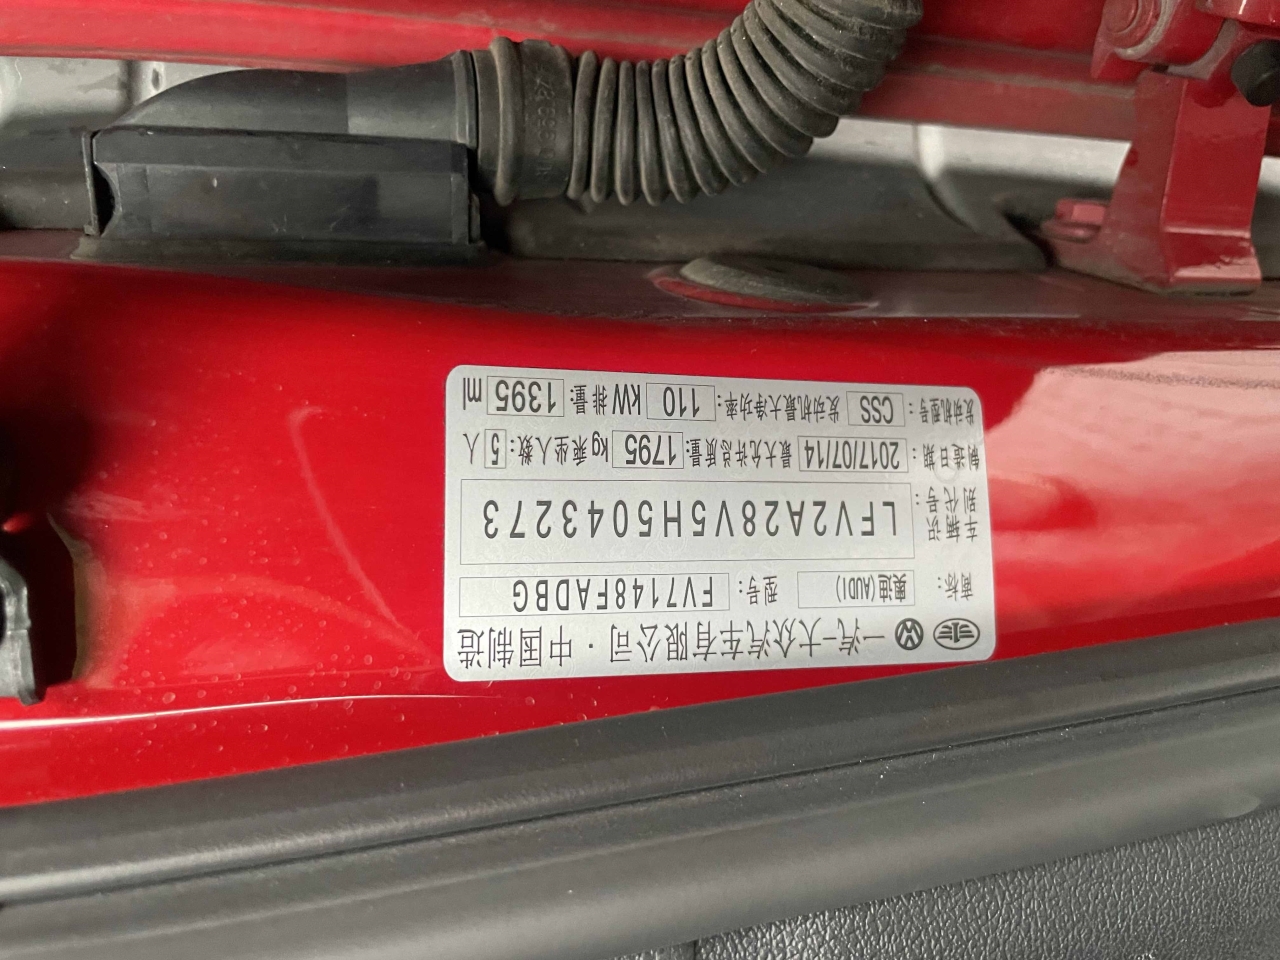 一汽-大众汽车有限公司·中国制造
商标: 奥迪(AUDI) 型号: FV7148FADBG
车辆识别代号: LFV2A28V5H5043273
制造日期 2017/07/14 最大允许总质量: 1795 kg 乘坐人数: 5 人
发动机型号: CSS 发动机最大净功率: 110 kW 排量: 1395 ml